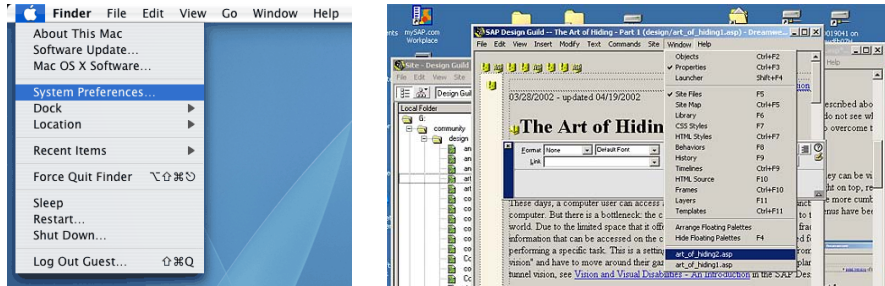 Finder File Edit View Go Window Help
About This Mac
Software Update...
Mac OS X Software...
System Preferences...
Dock
Location
Recent Items
Force Quit Finder ⌥⇧⌘⎋
Sleep
Restart...
Shut Down...
Log Out Guest... ⇧⌘Q
mySAP.com
Workplace
SAP Design Guild -- The Art of Hiding - Part 1 (design/art_of_hiding1.asp) - Dreamwe...
File Edit View Insert Modify Text Commands Site Window Help
Site - Design Guild
File Edit View Site
Design Guil
Local Folder
G:
community
design
Objects Ctrl+F2
Properties Ctrl+F3
Launcher Shift+F4
Site Files F5
Site Map Ctrl+F5
Library F6
CSS Styles F7
HTML Styles Ctrl+F7
Behaviors F8
History F9
Timelines Ctrl+F9
HTML Source F10
Frames Ctrl+F10
Layers F11
Templates Ctrl+F11
Arrange Floating Palettes
Hide Floating Palettes F4
art_of_hiding2.asp
art_of_hiding1.asp
03/28/2002 - updated 04/19/2002
The Art of Hidin
Format None Default Font
Link
These days, a computer user can access
computer. But there is a bottleneck: the c
world. Due to the limited space that it off
information that can be accessed on the c
performing a specific task. This is a setting
vision" and have to move around their gaz
tunnel vision, see Vision and Visual Disabilities - An Introduction in the SAP Des
Help
escribed abo
do not see wh
overcome t
ey can be vi
ht on top, re
e more cumb
enus have bee